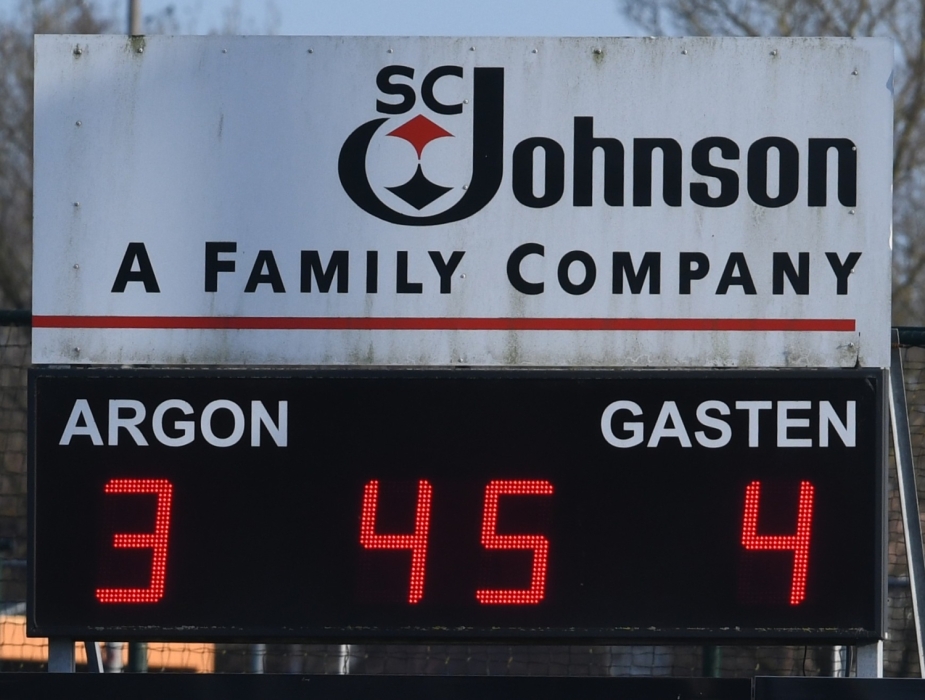 SC
Johnson
A FAMILY COMPANY
ARGON GASTEN
3 45 4